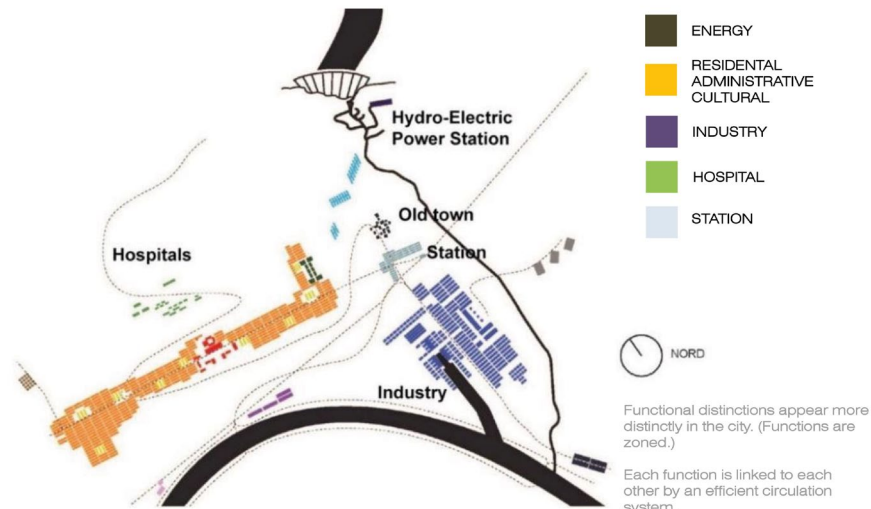 Hydro-Electric
Power Station
Old town
Station
Hospitals
Industry
ENERGY
RESIDENTAL
ADMINISTRATIVE
CULTURAL
INDUSTRY
HOSPITAL
STATION
NORD
Functional distinctions appear more
distinctly in the city. (Functions are
zoned.)
Each function is linked to each
other by an efficient circulation
system